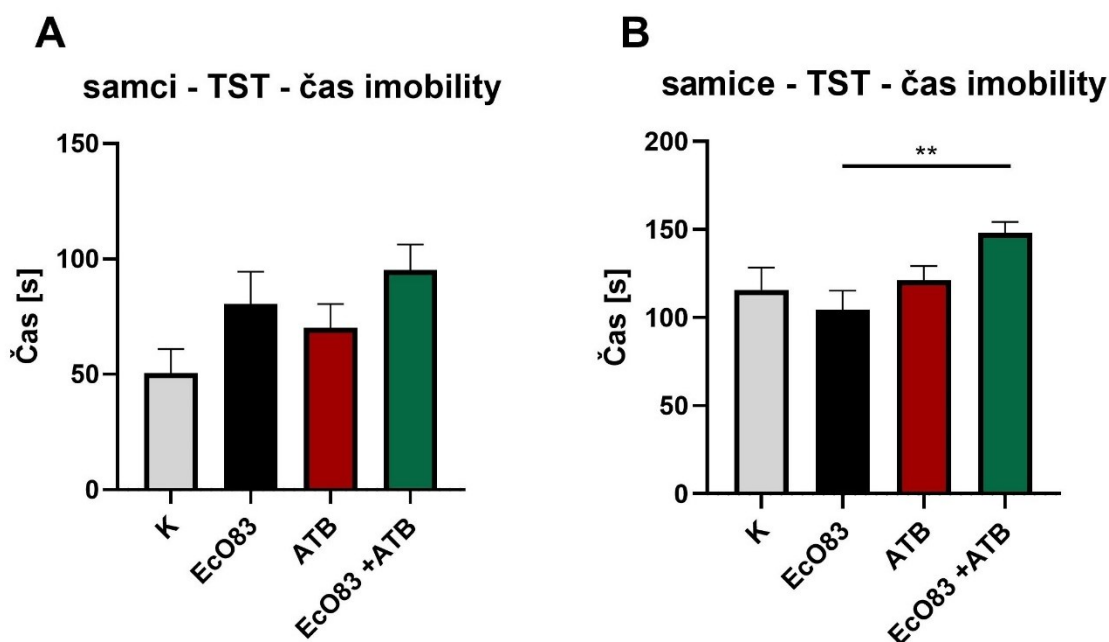 A
samci - TST - čas imobility
Čas [s]
150
100
50
0
K
EcO83
ATB
EcO83 +ATB
B
samice - TST - čas imobility
Čas [s]
200
150
100
50
0
**
K
EcO83
ATB
EcO83 +ATB